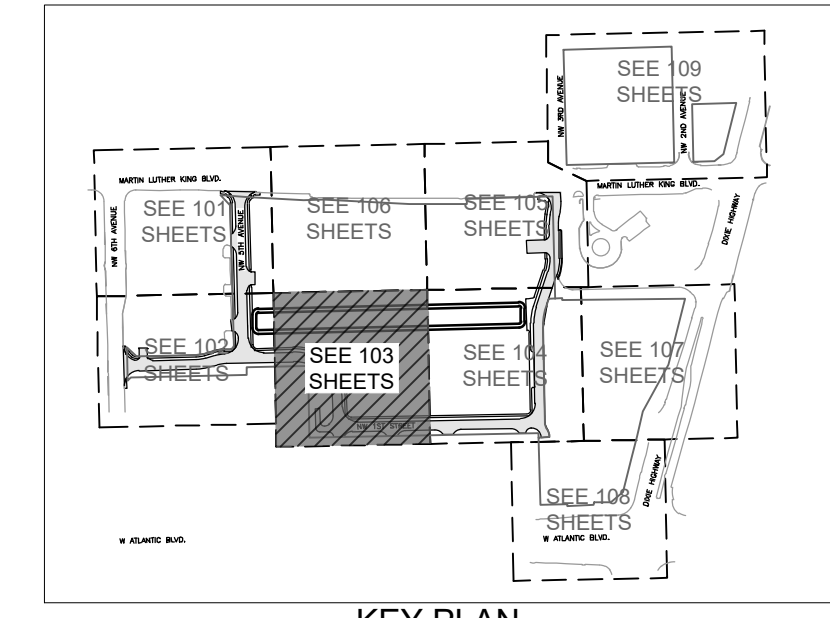 SEE 109
SHEETS
NW 3RD AVENUE
NW 2ND AVENUE
MARTIN LUTHER KING BLVD.
MARTIN LUTHER KING BLVD.
SEE 101
SHEETS
SEE 106
SHEETS
SEE 105
SHEETS
NW 6TH AVENUE
NW 5TH AVENUE
DIXIE HIGHWAY
SEE 102
SHEETS
SEE 103
SHEETS
SEE 104
SHEETS
SEE 107
SHEETS
NW 1ST STREET
SEE 108
SHEETS
DIXIE HIGHWAY
W ATLANTIC BLVD.
W ATLANTIC BLVD.
KEY PLAN